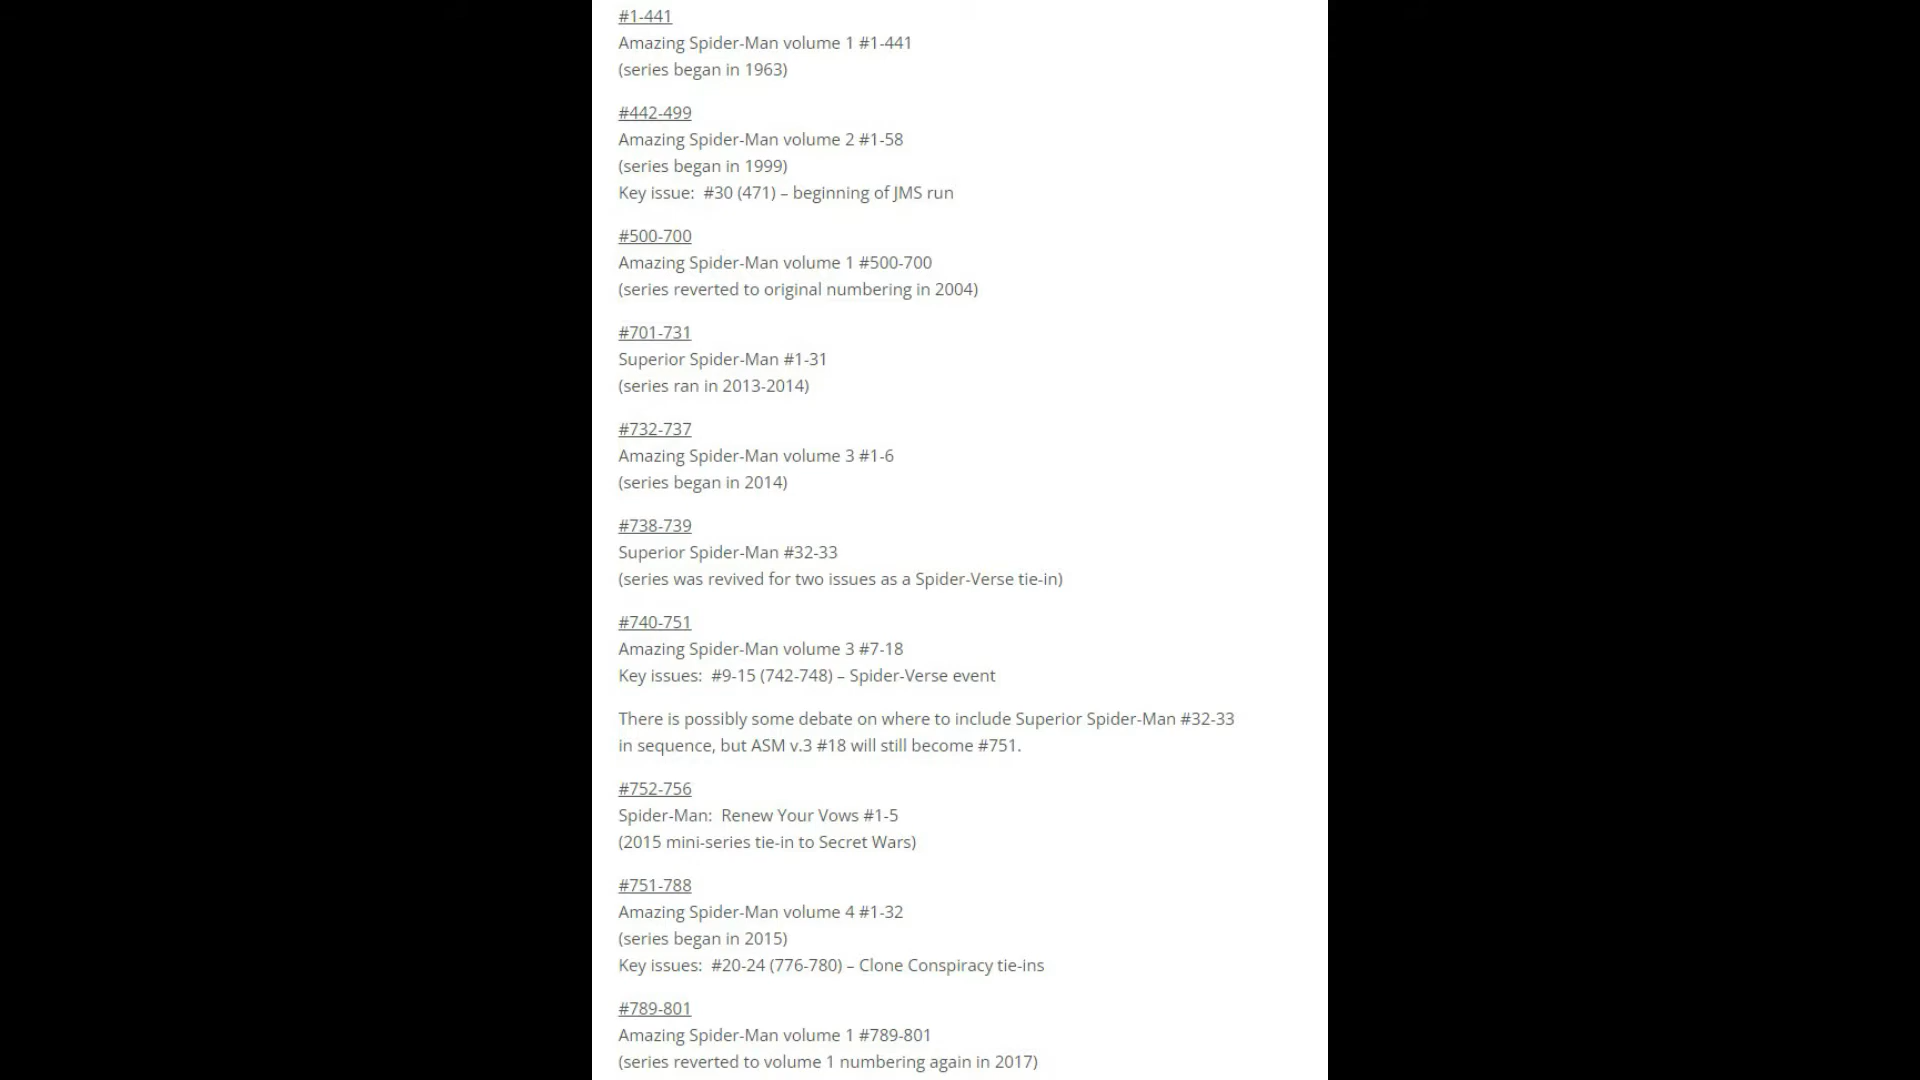 #1-441
Amazing Spider-Man volume 1 #1-441
(series began in 1963)
#442-499
Amazing Spider-Man volume 2 #1-58
(series began in 1999)
Key issue:  #30 (471) – beginning of JMS run
#500-700
Amazing Spider-Man volume 1 #500-700
(series reverted to original numbering in 2004)
#701-731
Superior Spider-Man #1-31
(series ran in 2013-2014)
#732-737
Amazing Spider-Man volume 3 #1-6
(series began in 2014)
#738-739
Superior Spider-Man #32-33
(series was revived for two issues as a Spider-Verse tie-in)
#740-751
Amazing Spider-Man volume 3 #7-18
Key issues:  #9-15 (742-748) – Spider-Verse event
There is possibly some debate on where to include Superior Spider-Man #32-33
in sequence, but ASM v.3 #18 will still become #751.
#752-756
Spider-Man:  Renew Your Vows #1-5
(2015 mini-series tie-in to Secret Wars)
#751-788
Amazing Spider-Man volume 4 #1-32
(series began in 2015)
Key issues:  #20-24 (776-780) – Clone Conspiracy tie-ins
#789-801
Amazing Spider-Man volume 1 #789-801
(series reverted to volume 1 numbering again in 2017)